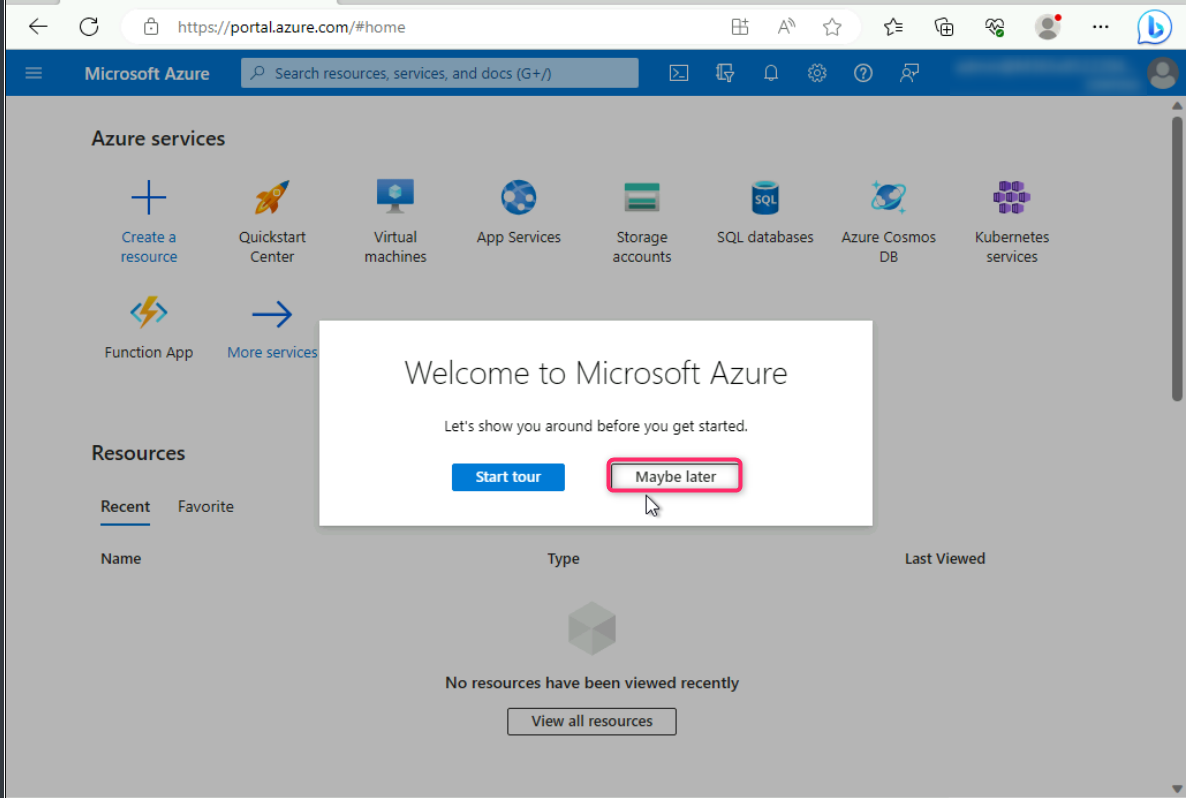 https://portal.azure.com/#home
Microsoft Azure
Search resources, services, and docs (G+/)
Azure services
Create a resource
Quickstart Center
Virtual machines
App Services
Storage accounts
SQL
SQL databases
Azure Cosmos DB
Kubernetes services
Function App
More services
Welcome to Microsoft Azure
Let's show you around before you get started.
Start tour
Maybe later
Resources
Recent
Favorite
Name
Type
Last Viewed
No resources have been viewed recently
View all resources